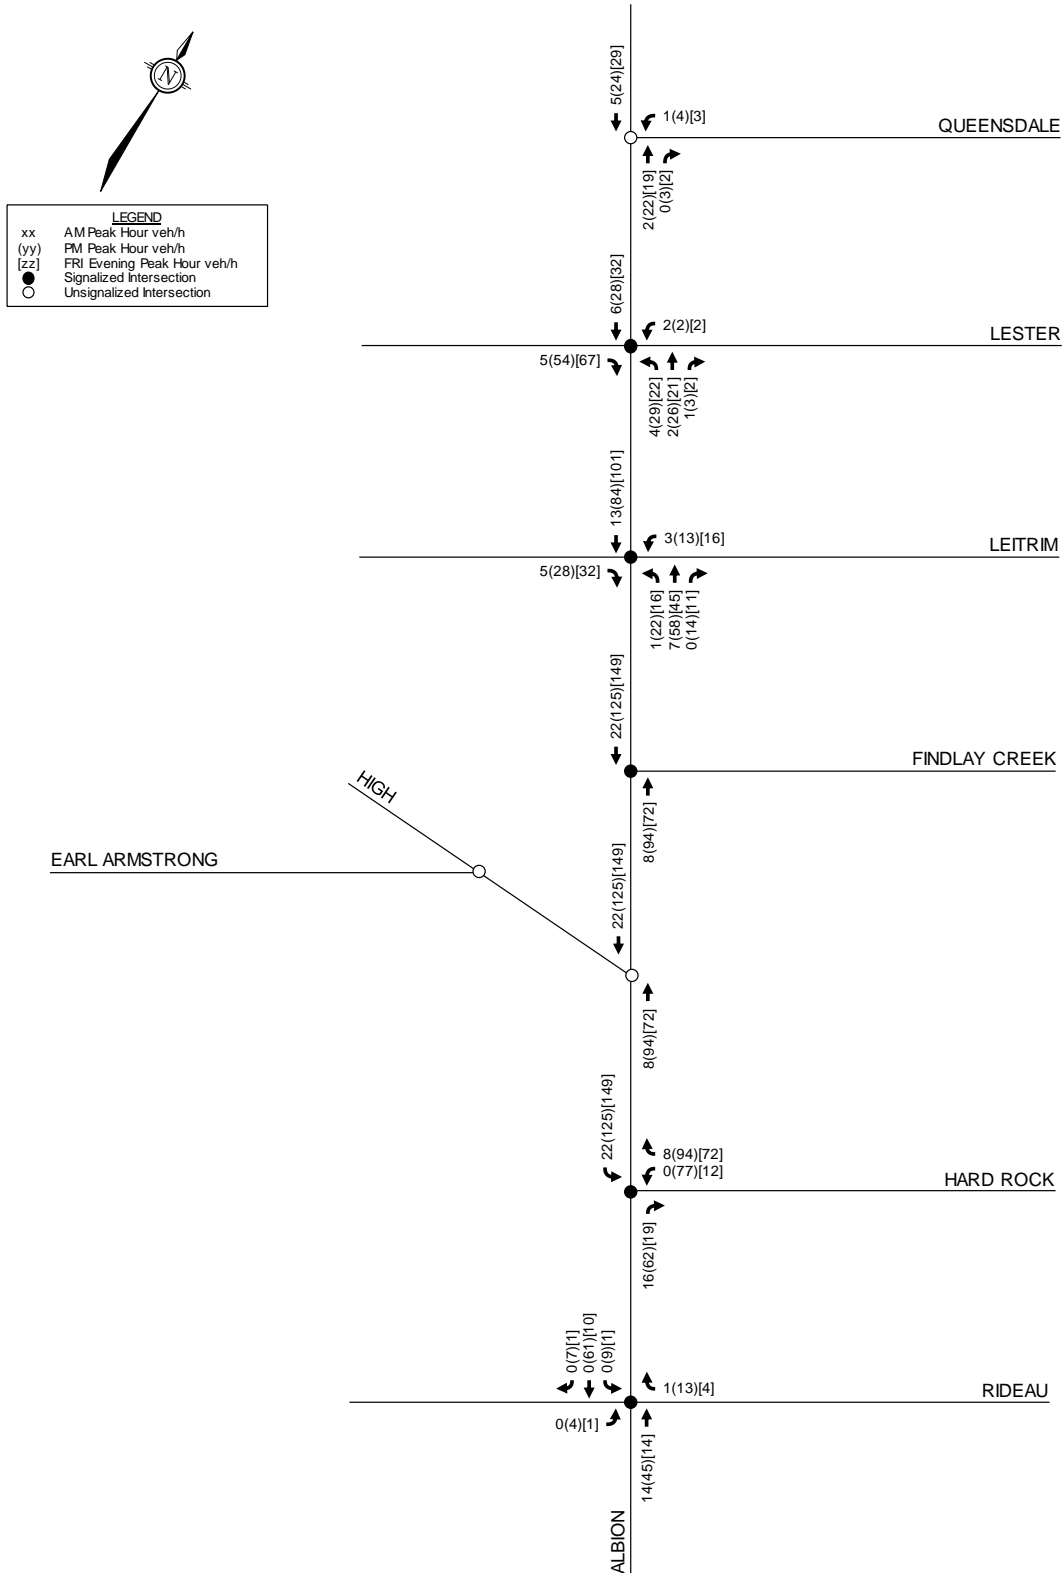 5(24)[29]
N
1(4)[3]
QUEENSDALE
2(22)[19]
0(3)[2]
LEGEND
xx AM Peak Hour veh/h
(yy) PM Peak Hour veh/h
[zz] FRI Evening Peak Hour veh/h
Signalized Intersection
Unsignalized Intersection
6(28)[32]
2(2)[2]
LESTER
5(54)[67]
4(29)[22]
2(26)[21]
1(3)[2]
13(84)[101]
3(13)[16]
LEITRIM
5(28)[32]
1(22)[16]
7(58)[45]
0(14)[11]
22(125)[149]
FINDLAY CREEK
8(94)[72]
HIGH
EARL ARMSTRONG
22(125)[149]
8(94)[72]
22(125)[149]
8(94)[72]
0(77)[12]
HARD ROCK
16(62)[19]
0(7)[1]
0(61)[10]
0(9)[1]
1(13)[4]
RIDEAU
0(4)[1]
14(45)[14]
ALBION